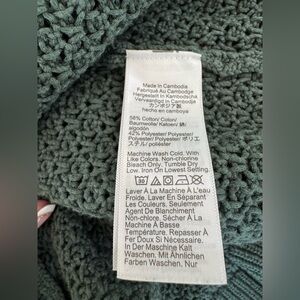 Made In Cambodia
Fabriqué Au Cambodge
Hergestellt In Kambodscha
Vervaardigd In Cambodja
カンボジア製
hecho en camboya
58% Cotton/ Coton/
Baumwolle/ Katoen/ 綿/
algodón
42% Polyester/ Polyester/
Polyester/ Polyester/ ポリエ
ステル/ poliéster
Machine Wash Cold, With
Like Colors. Non-chlorine
Bleach Only. Tumble Dry
Low. Iron On Lowest Setting.
Laver À La Machine À L'eau
Froide. Laver En Séparant
Les Couleurs. Seulement
Agent De Blanchiment
Non-chlore. Sécher À La
Machine À Basse
Température. Repasser À
Fer Doux Si Nécessaire.
In Der Maschine Kalt
Waschen, Mit Ähnlichen
Farben Waschen. Nur